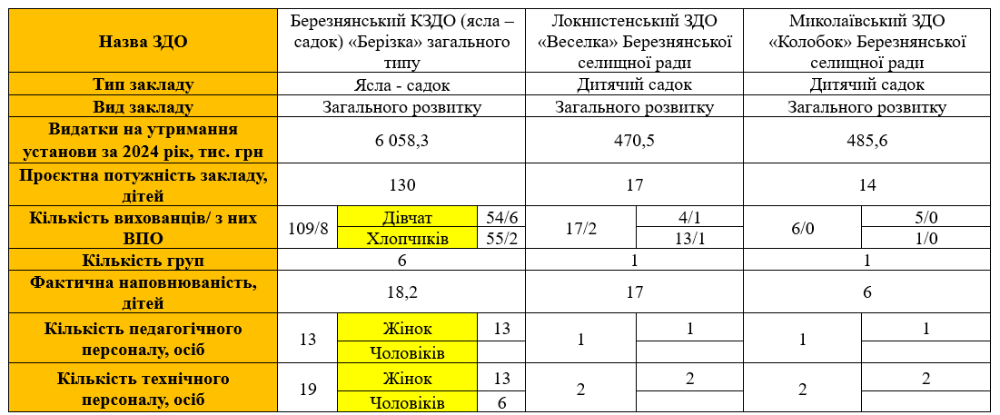 Назва ЗДО
Березнянський КЗДО (ясла –
садок) «Берізка» загального
типу
Локнистенський ЗДО
«Веселка» Березнянської
селищної ради
Миколаївський ЗДО
«Колобок» Березнянської
селищної ради
Тип закладу
Ясла - садок
Дитячий садок
Дитячий садок
Вид закладу
Загального розвитку
Загального розвитку
Загального розвитку
Видатки на утримання
установи за 2024 рік, тис. грн
6 058,3
470,5
485,6
Проєктна потужність закладу,
дітей
130
17
14
Кількість вихованців/ з них
ВПО
109/8
Дівчат
54/6
Хлопчиків
55/2
17/2
4/1
13/1
6/0
5/0
1/0
Кількість груп
6
1
1
Фактична наповнюваність,
дітей
18,2
17
6
Кількість педагогічного
персоналу, осіб
13
Жінок
13
Чоловіків
1
1
1
1
Кількість технічного
персоналу, осіб
19
Жінок
13
Чоловіків
6
2
2
2
2